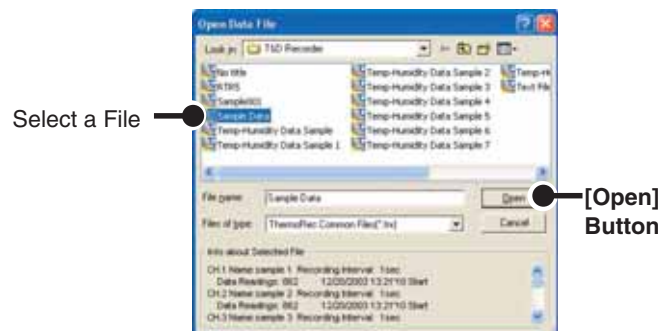 Open Data File
Look in: T&D Recorder
No title
RTR5
Sample001
Sample Data
Temp-Humidity Data Sample
Temp-Humidity Data Sample 1
Temp-Humidity Data Sample 2
Temp-Humidity Data Sample 3
Temp-Humidity Data Sample 4
Temp-Humidity Data Sample 5
Temp-Humidity Data Sample 6
Temp-Humidity Data Sample 7
Temp-H
Text File
Select a File
File name: Sample Data
Open
[Open]
Button
Files of type: ThermoRec Common Files(*.trx)
Cancel
Info about Selected File
CH.1 Name:sample 1 Recording Interval: 1sec
Data Readings: 862 12/20/2003 13:21'10 Start
CH.2 Name:sample 2 Recording Interval: 1sec
Data Readings: 862 12/20/2003 13:21'10 Start
CH.3 Name:sample 3 Recording Interval: 1sec